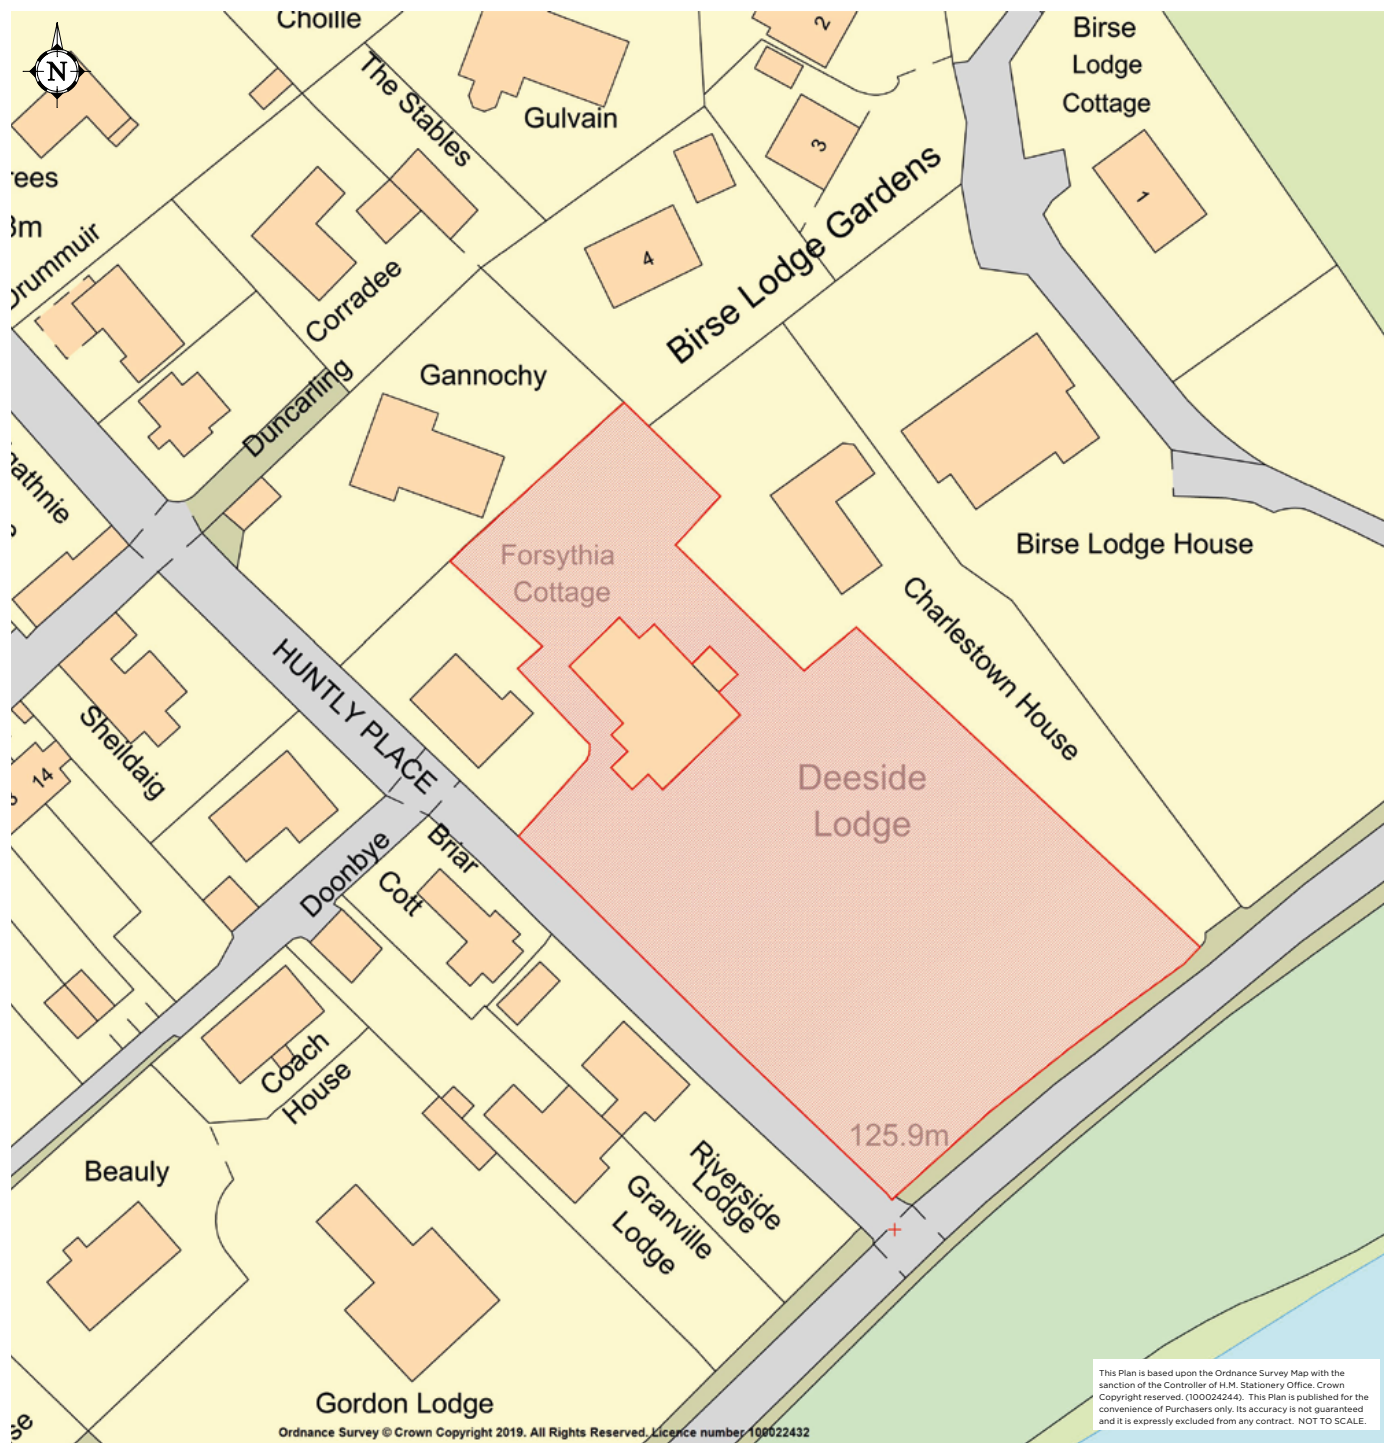 Choille
The Stables
Gulvain
2
3
Birse
Lodge
Cottage
1
N
rees
3m
Drummuir
Corradee
4
Birse Lodge Gardens
Duncarling
Gannochy
Forsythia
Cottage
Birse Lodge House
Charlestown House
HUNTLY PLACE
Sheildaig
14
Deeside
Lodge
Doonbye
Briar
Cott
Coach
House
125.9m
Beauly
Riverside
Lodge
Granville
Lodge
Gordon Lodge
se
Ordnance Survey © Crown Copyright 2019. All Rights Reserved. Licence number 100022432
This Plan is based upon the Ordnance Survey Map with the
sanction of the Controller of H.M. Stationery Office. Crown
Copyright reserved. (100024244). This Plan is published for the
convenience of Purchasers only. Its accuracy is not guaranteed
and it is expressly excluded from any contract. NOT TO SCALE.